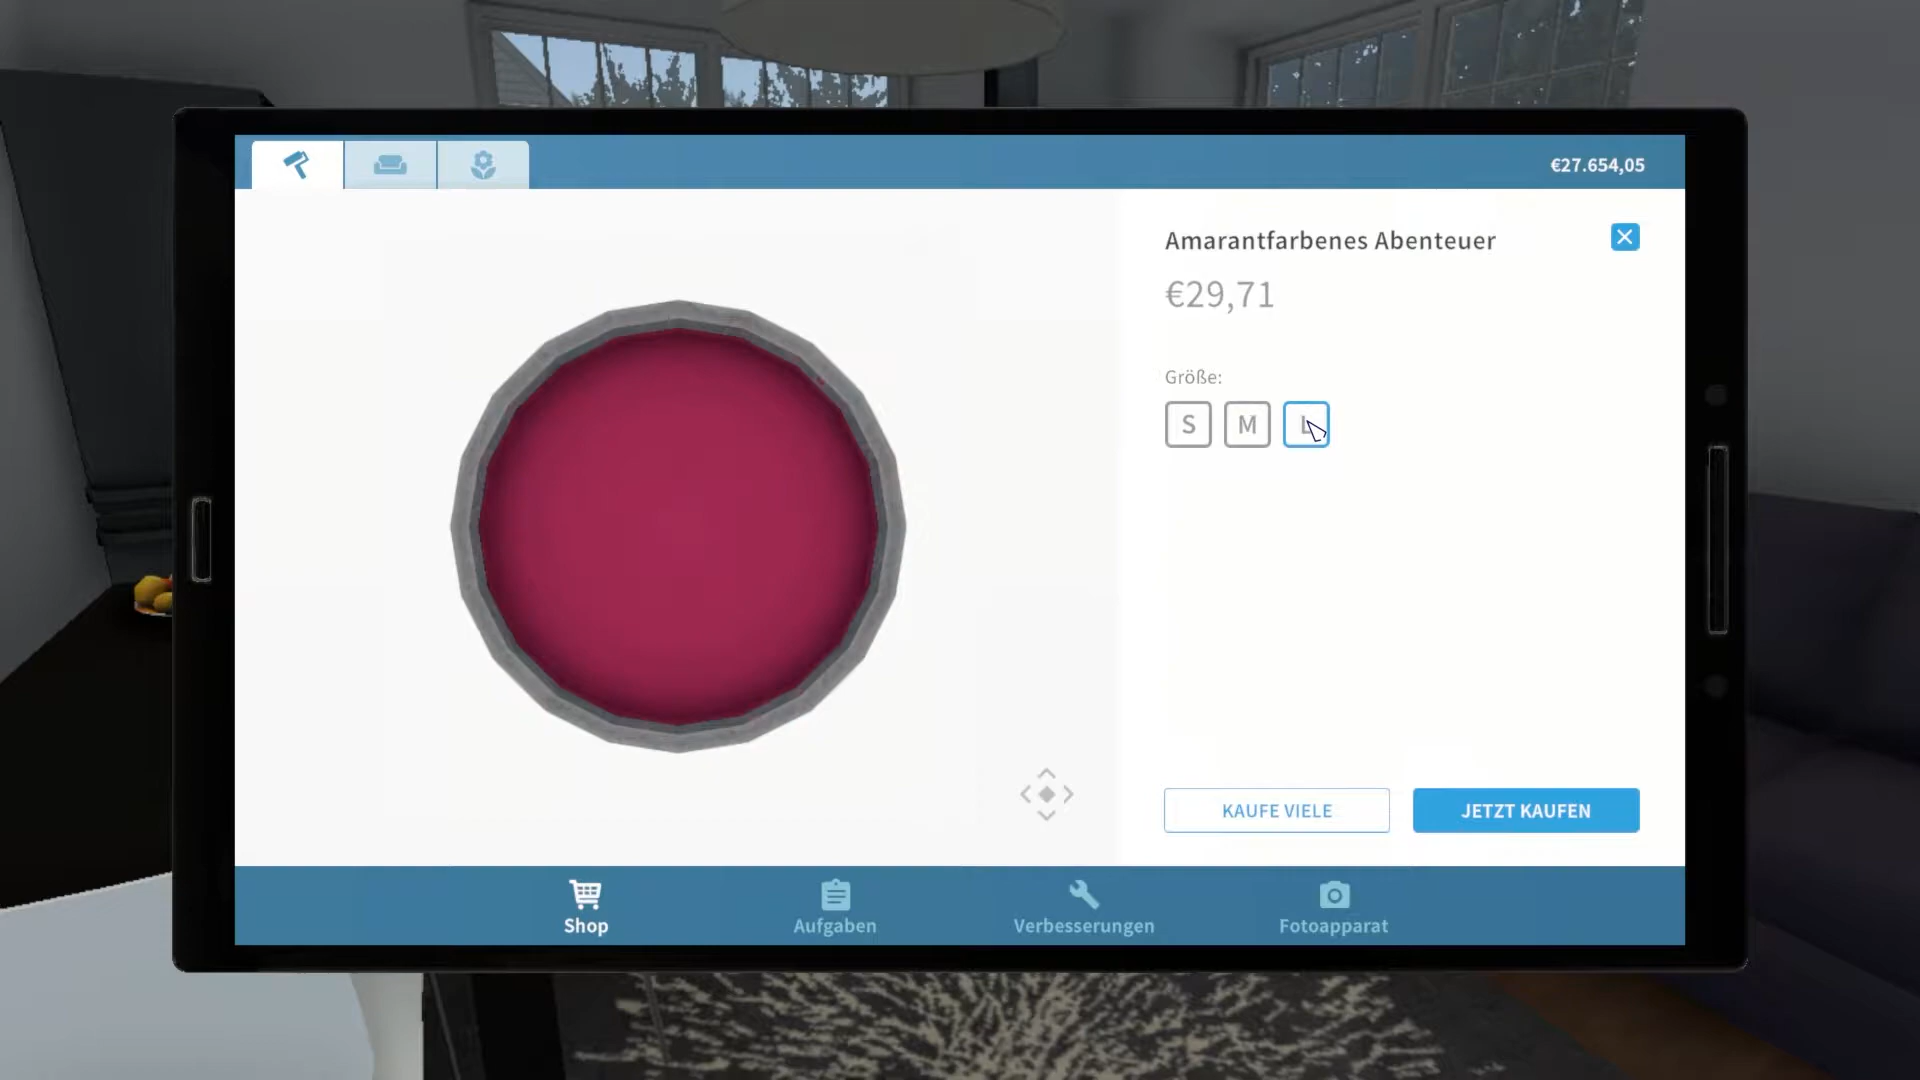 €27.654,05
Amarantfarbenes Abenteuer
€29,71
Größe:
S M L
KAUFE VIELE
JETZT KAUFEN
Shop
Aufgaben
Verbesserungen
Fotoapparat